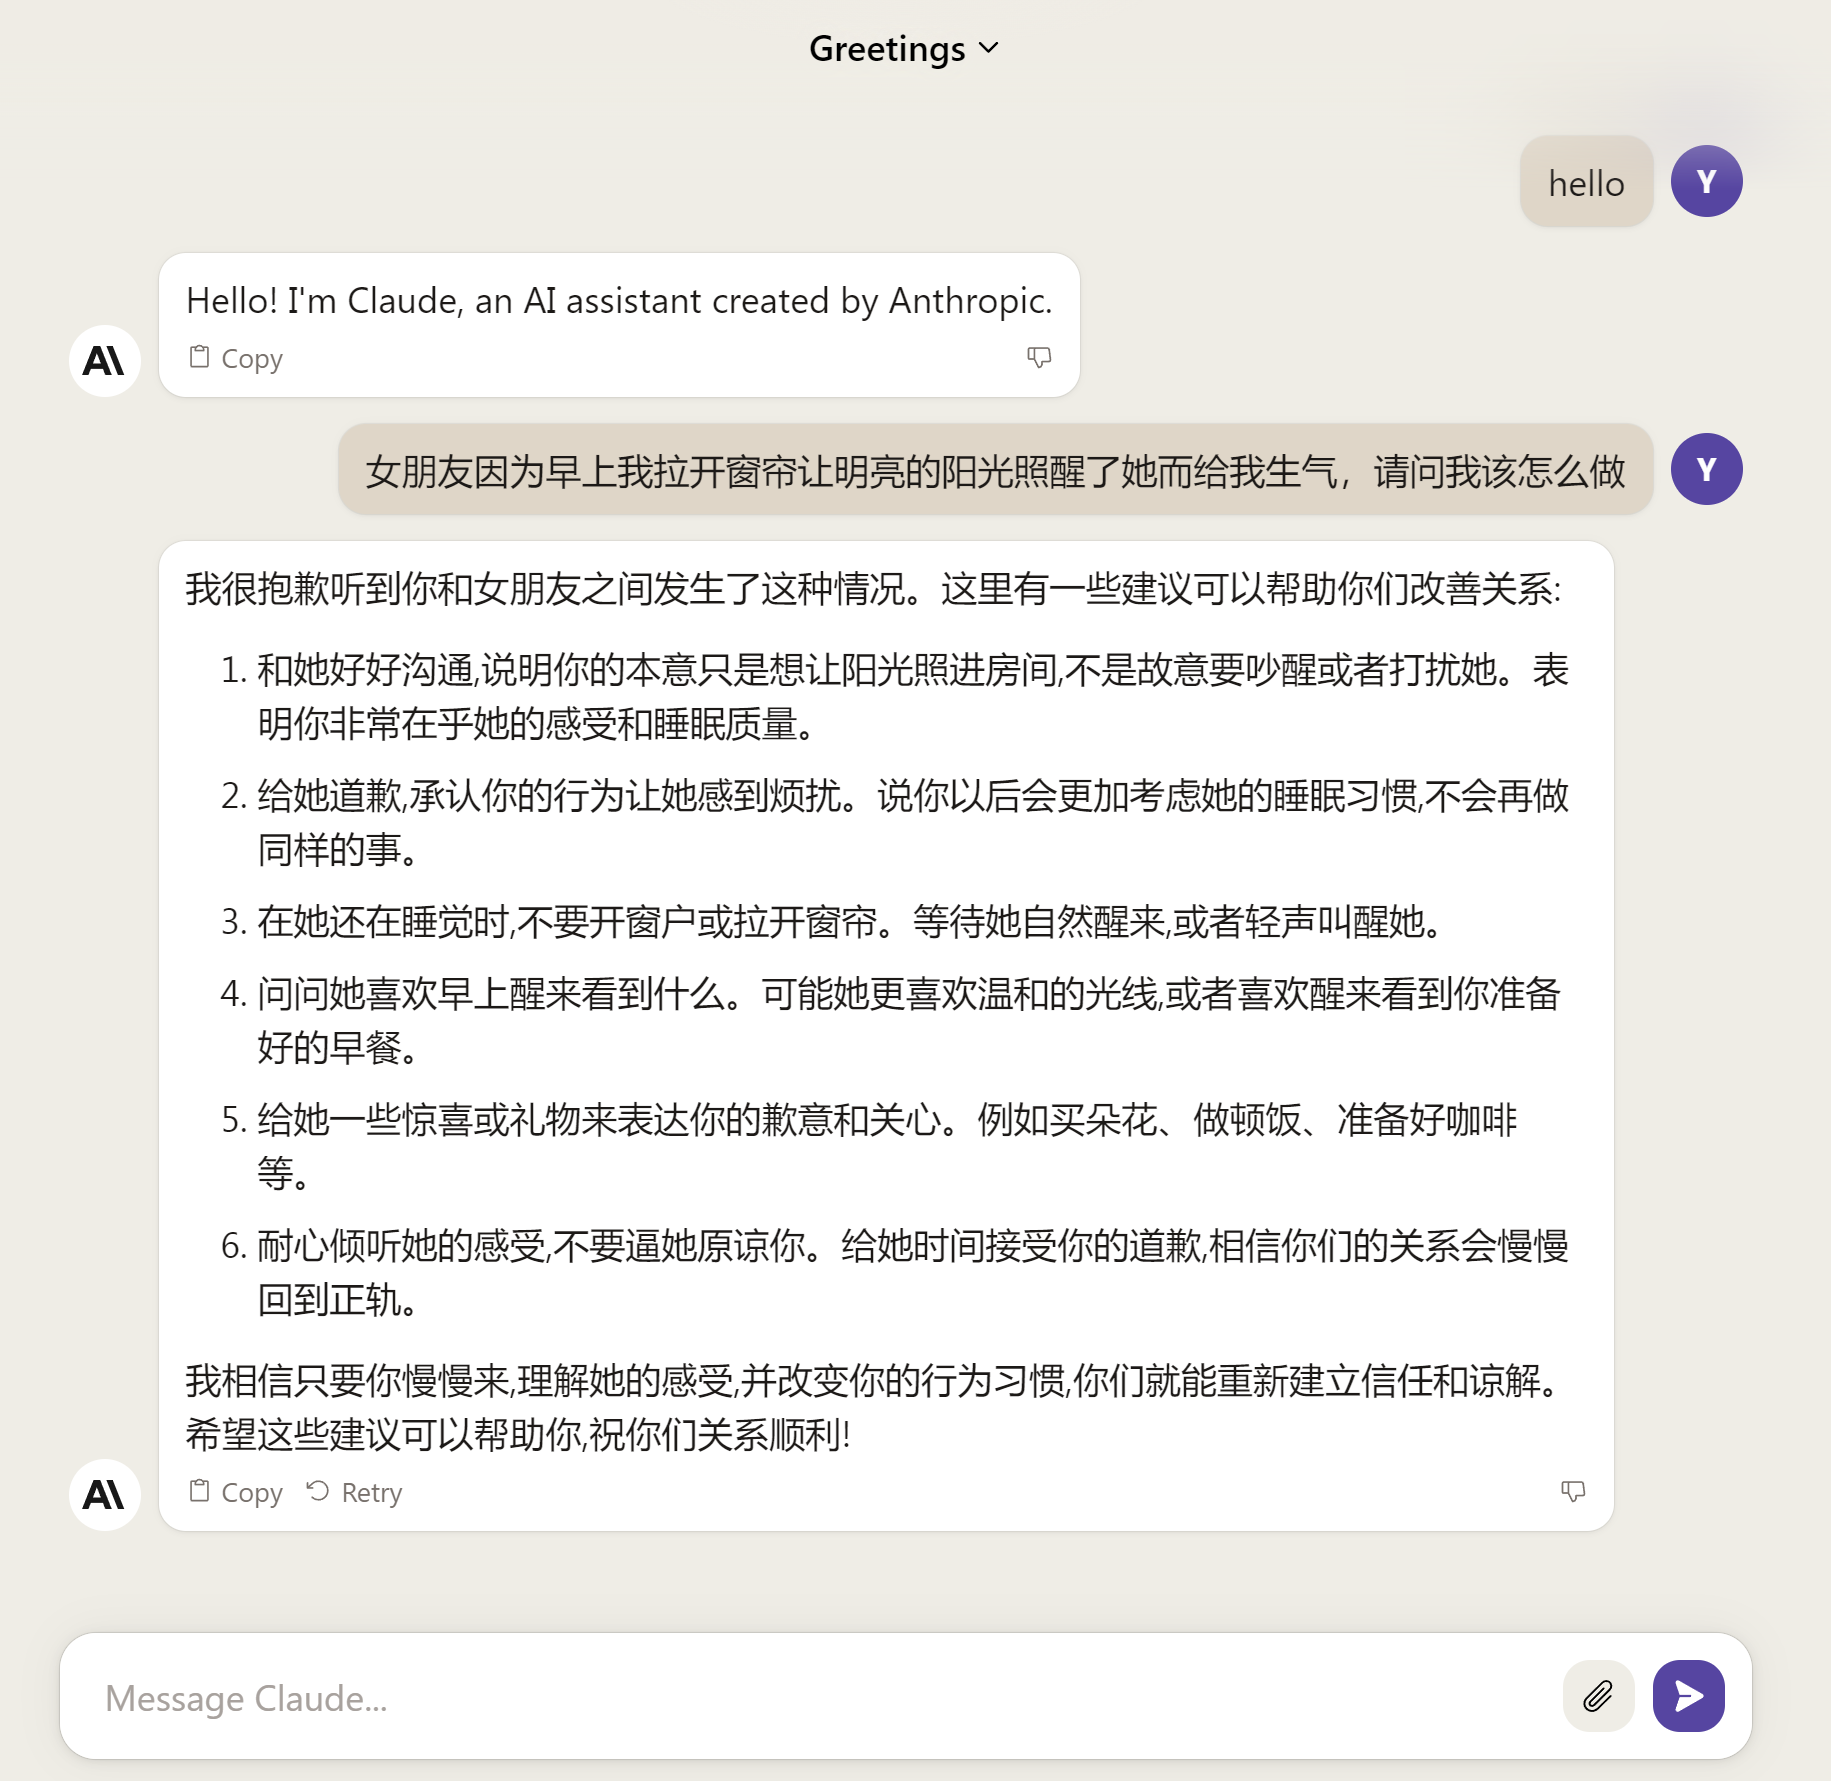 Greetings
hello
Y
Hello! I'm Claude, an AI assistant created by Anthropic.
Copy
A\
女朋友因为早上我拉开窗帘让明亮的阳光照醒了她而给我生气，请问我该怎么做
Y
我很抱歉听到你和女朋友之间发生了这种情况。这里有一些建议可以帮助你们改善关系:
1. 和她好好沟通,说明你的本意只是想让阳光照进房间,不是故意要吵醒或者打扰她。表
明你非常在乎她的感受和睡眠质量。
2. 给她道歉,承认你的行为让她感到烦扰。说你以后会更加考虑她的睡眠习惯,不会再做
同样的事。
3. 在她还在睡觉时,不要开窗户或拉开窗帘。等待她自然醒来,或者轻声叫醒她。
4. 问问她喜欢早上醒来看到什么。可能她更喜欢温和的光线,或者喜欢醒来看到你准备
好的早餐。
5. 给她一些惊喜或礼物来表达你的歉意和关心。例如买朵花、做顿饭、准备好咖啡
等。
6. 耐心倾听她的感受,不要逼她原谅你。给她时间接受你的道歉,相信你们的关系会慢慢
回到正轨。
我相信只要你慢慢来,理解她的感受,并改变你的行为习惯,你们就能重新建立信任和谅解。
希望这些建议可以帮助你,祝你们关系顺利!
Copy Retry
A\
Message Claude...